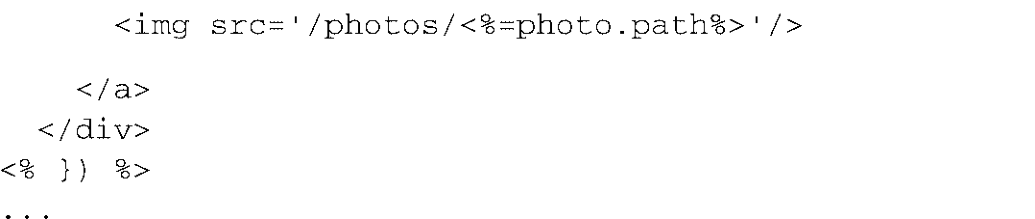 <img src='/photos/<%=photo.path%>'/>
</a>
</div>
<% }) %>
...